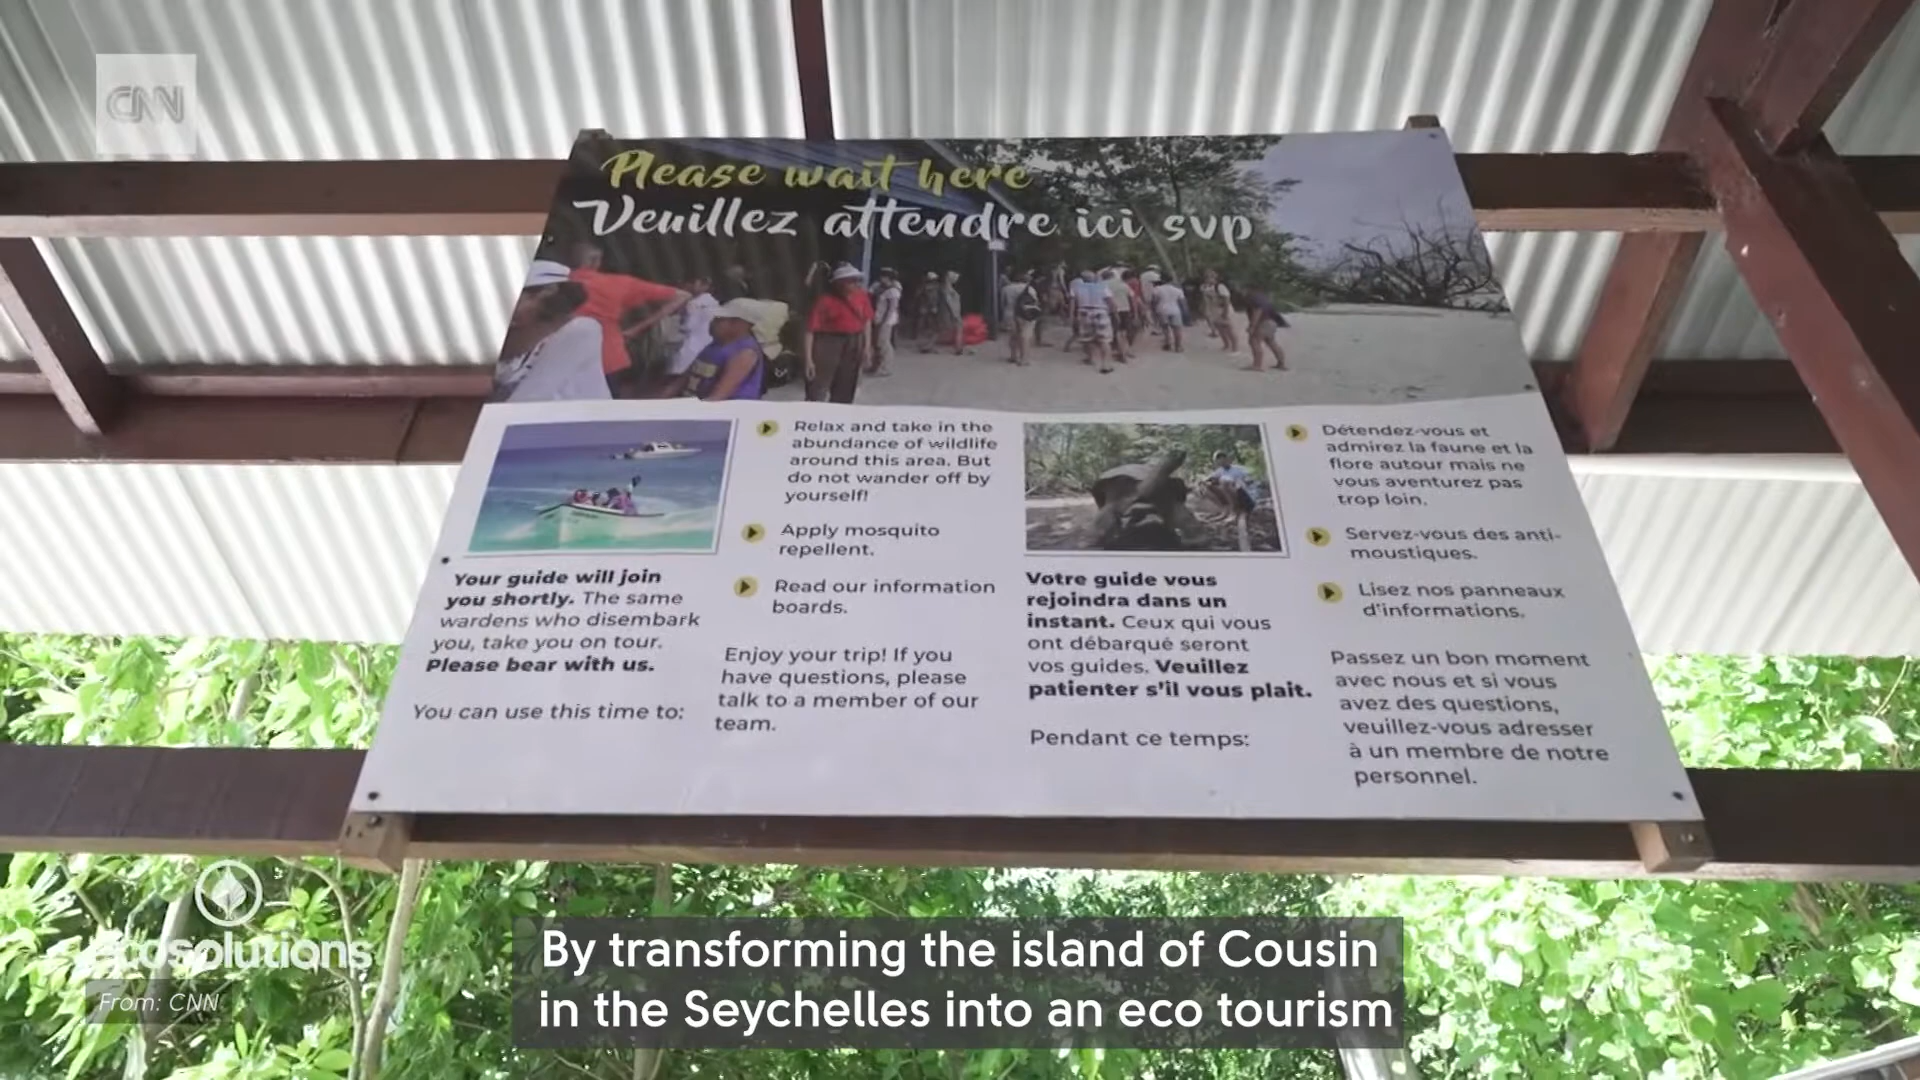 CNN
Please wait here
Veuillez attendre ici svp
Your guide will join
you shortly. The same
wardens who disembark
you, take you on tour.
Please bear with us.
You can use this time to:
Relax and take in the
abundance of wildlife
around this area. But
do not wander off by
yourself!
Apply mosquito
repellent.
Read our information
boards.
Enjoy your trip! If you
have questions, please
talk to a member of our
team.
Votre guide vous
rejoindra dans un
instant. Ceux qui vous
ont débarqué seront
vos guides. Veuillez
patienter s'il vous plait.
Pendant ce temps:
Détendez-vous et
admirez la faune et la
flore autour mais ne
vous aventurez pas
trop loin.
Servez-vous des anti-
moustiques.
Lisez nos panneaux
d'informations.
Passez un bon moment
avec nous et si vous
avez des questions,
veuillez-vous adresser
à un membre de notre
personnel.
ecosolutions
From: CNN
By transforming the island of Cousin
in the Seychelles into an eco tourism